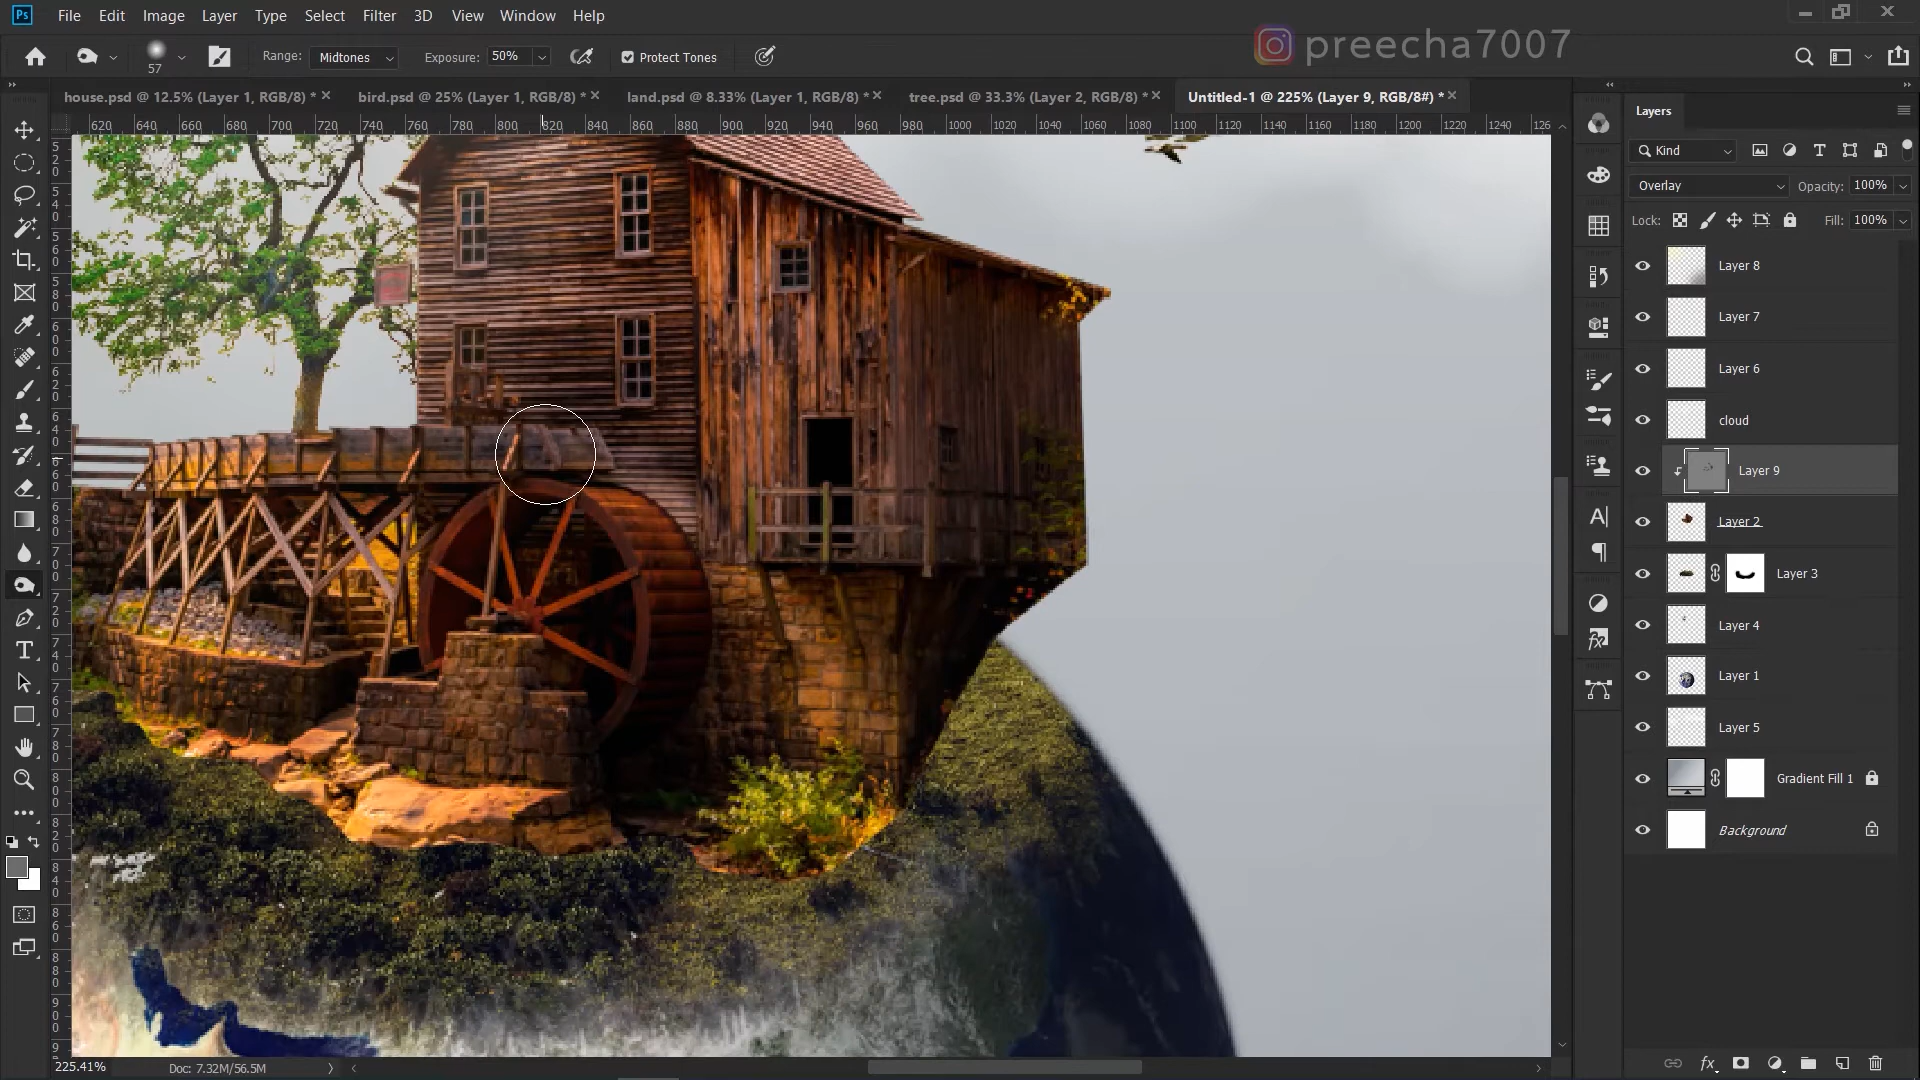 Ps File Edit Image Layer Type Select Filter 3D View Window Help
57 Range: Midtones Exposure: 50% Protect Tones
preecha7007
house.psd @ 12.5% (Layer 1, RGB/8) * bird.psd @ 25% (Layer 1, RGB/8) * land.psd @ 8.33% (Layer 1, RGB/8) * tree.psd @ 33.3% (Layer 2, RGB/8) * Untitled-1 @ 225% (Layer 9, RGB/8#) *
620 640 660 680 700 720 740 760 780 800 820 840 860 880 900 920 940 960 980 1000 1020 1040 1060 1080 1100 1120 1140 1160 1180 1200 1220 1240 126
Layers
Kind
Overlay Opacity: 100%
Lock: Fill: 100%
Layer 8
Layer 7
Layer 6
cloud
Layer 9
Layer 2
Layer 3
Layer 4
Layer 1
Layer 5
Gradient Fill 1
Background
225.41% Doc: 7.32M/56.5M